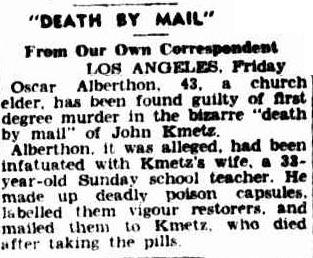 "DEATH BY MAIL"
From Our Own Correspondent
LOS ANGELES, Friday
Oscar Alberthon, 43, a church
elder, has been found guilty of first
degree murder in the bizarre "death
by mail" of John Kmetz.
Alberthon, it was alleged, had been
infatuated with Kmetz's wife, a 33-
year-old Sunday school teacher. He
made up deadly poison capsules,
labelled them vigour restorers, and
mailed them to Kmetz, who died
after taking the pills.